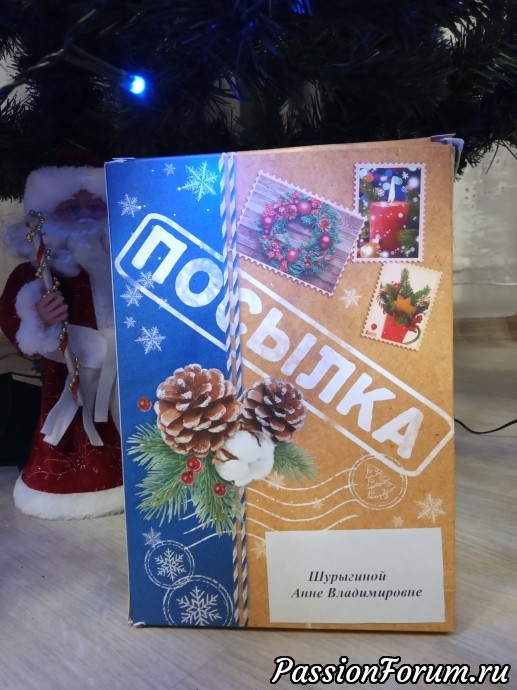 ПОСЫЛКА
Шурыгиной
Анне Владимировне
PassionForum.ru